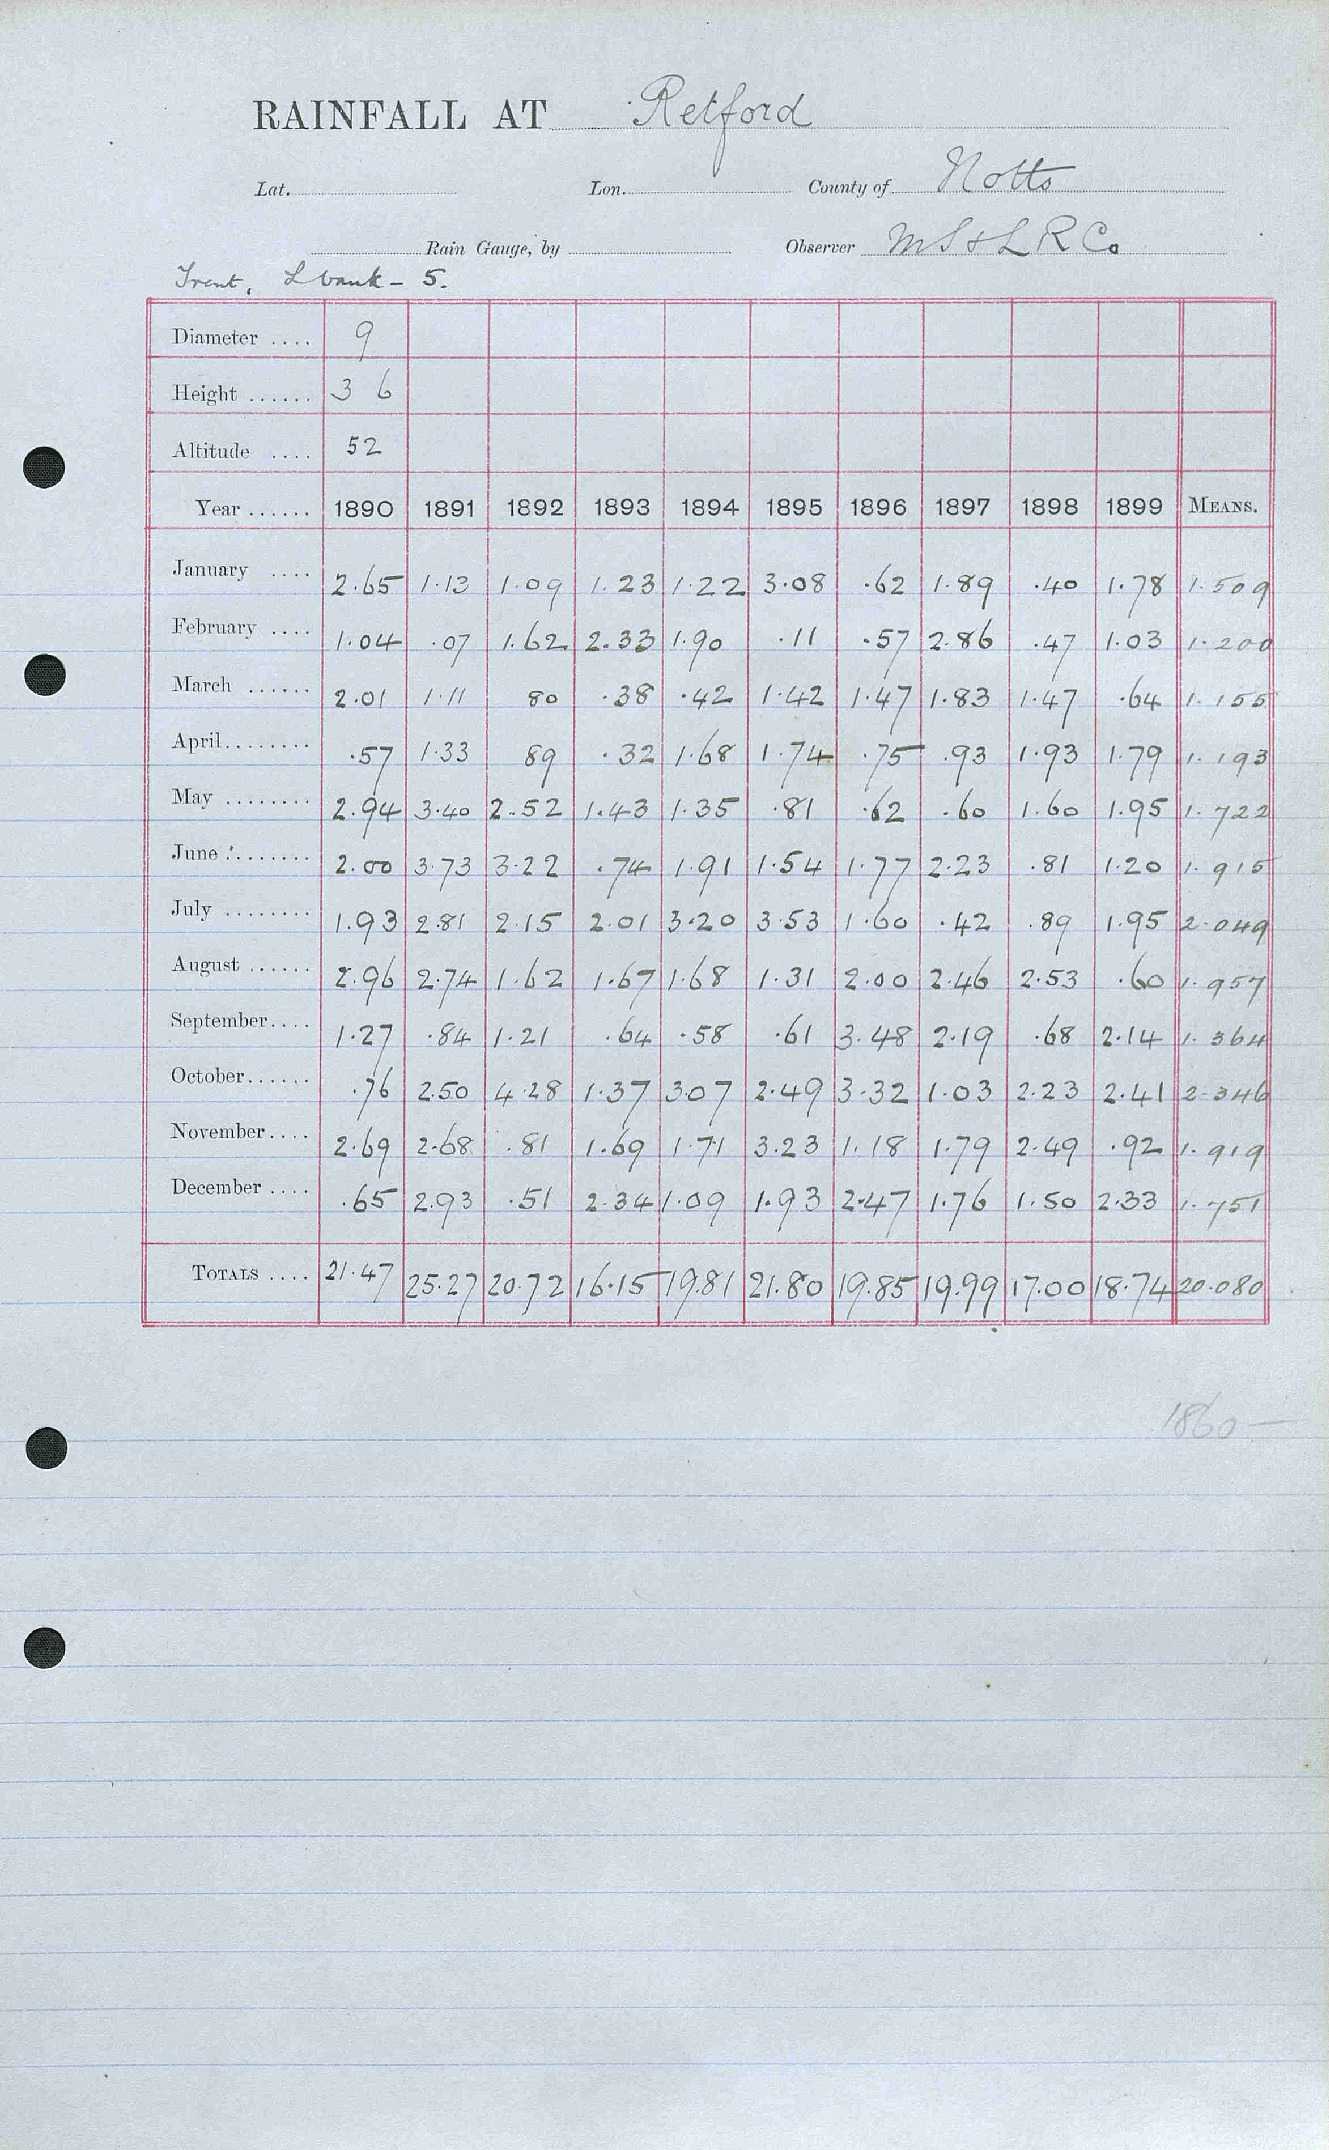 RAINFALL AT Retford
Lat. Lon. County of Notts
Rain Gauge, by Observer M S & L R Co
Trent, L bank - 5.
Diameter .... 9
Height ...... 3 6
Altitude .... 52
Year ...... 1890 1891 1892 1893 1894 1895 1896 1897 1898 1899 MEANS.
January .... 2.65 1.13 1.09 1.23 1.22 3.08 .62 1.89 .40 1.78 1.509
February .... 1.04 .07 1.62 2.33 1.90 .11 .57 2.86 .47 1.03 1.200
March ...... 2.01 1.11 80 .38 .42 1.42 1.47 1.83 1.47 .64 1.155
April........ .57 1.33 89 .32 1.68 1.74 .75 .93 1.93 1.79 1.193
May ........ 2.94 3.40 2.52 1.43 1.35 .81 .62 .60 1.60 1.95 1.722
June ........ 2.00 3.73 3.22 .74 1.91 1.54 1.77 2.23 .81 1.20 1.915
July ........ 1.93 2.81 2.15 2.01 3.20 3.53 1.60 .42 .89 1.95 2.049
August ...... 2.96 2.74 1.62 1.67 1.68 1.31 2.00 2.46 2.53 .60 1.957
September.... 1.27 .84 1.21 .64 .58 .61 3.48 2.19 .68 2.14 1.364
October...... .76 2.50 4.28 1.37 3.07 2.49 3.32 1.03 2.23 2.41 2.346
November.... 2.69 2.68 .81 1.69 1.71 3.23 1.18 1.79 2.49 .92 1.919
December .... .65 2.93 .51 2.34 1.09 1.93 2.47 1.76 1.50 2.33 1.751
TOTALS .... 21.47 25.27 20.72 16.15 19.81 21.80 19.85 19.99 17.00 18.74 20.080
1860 —